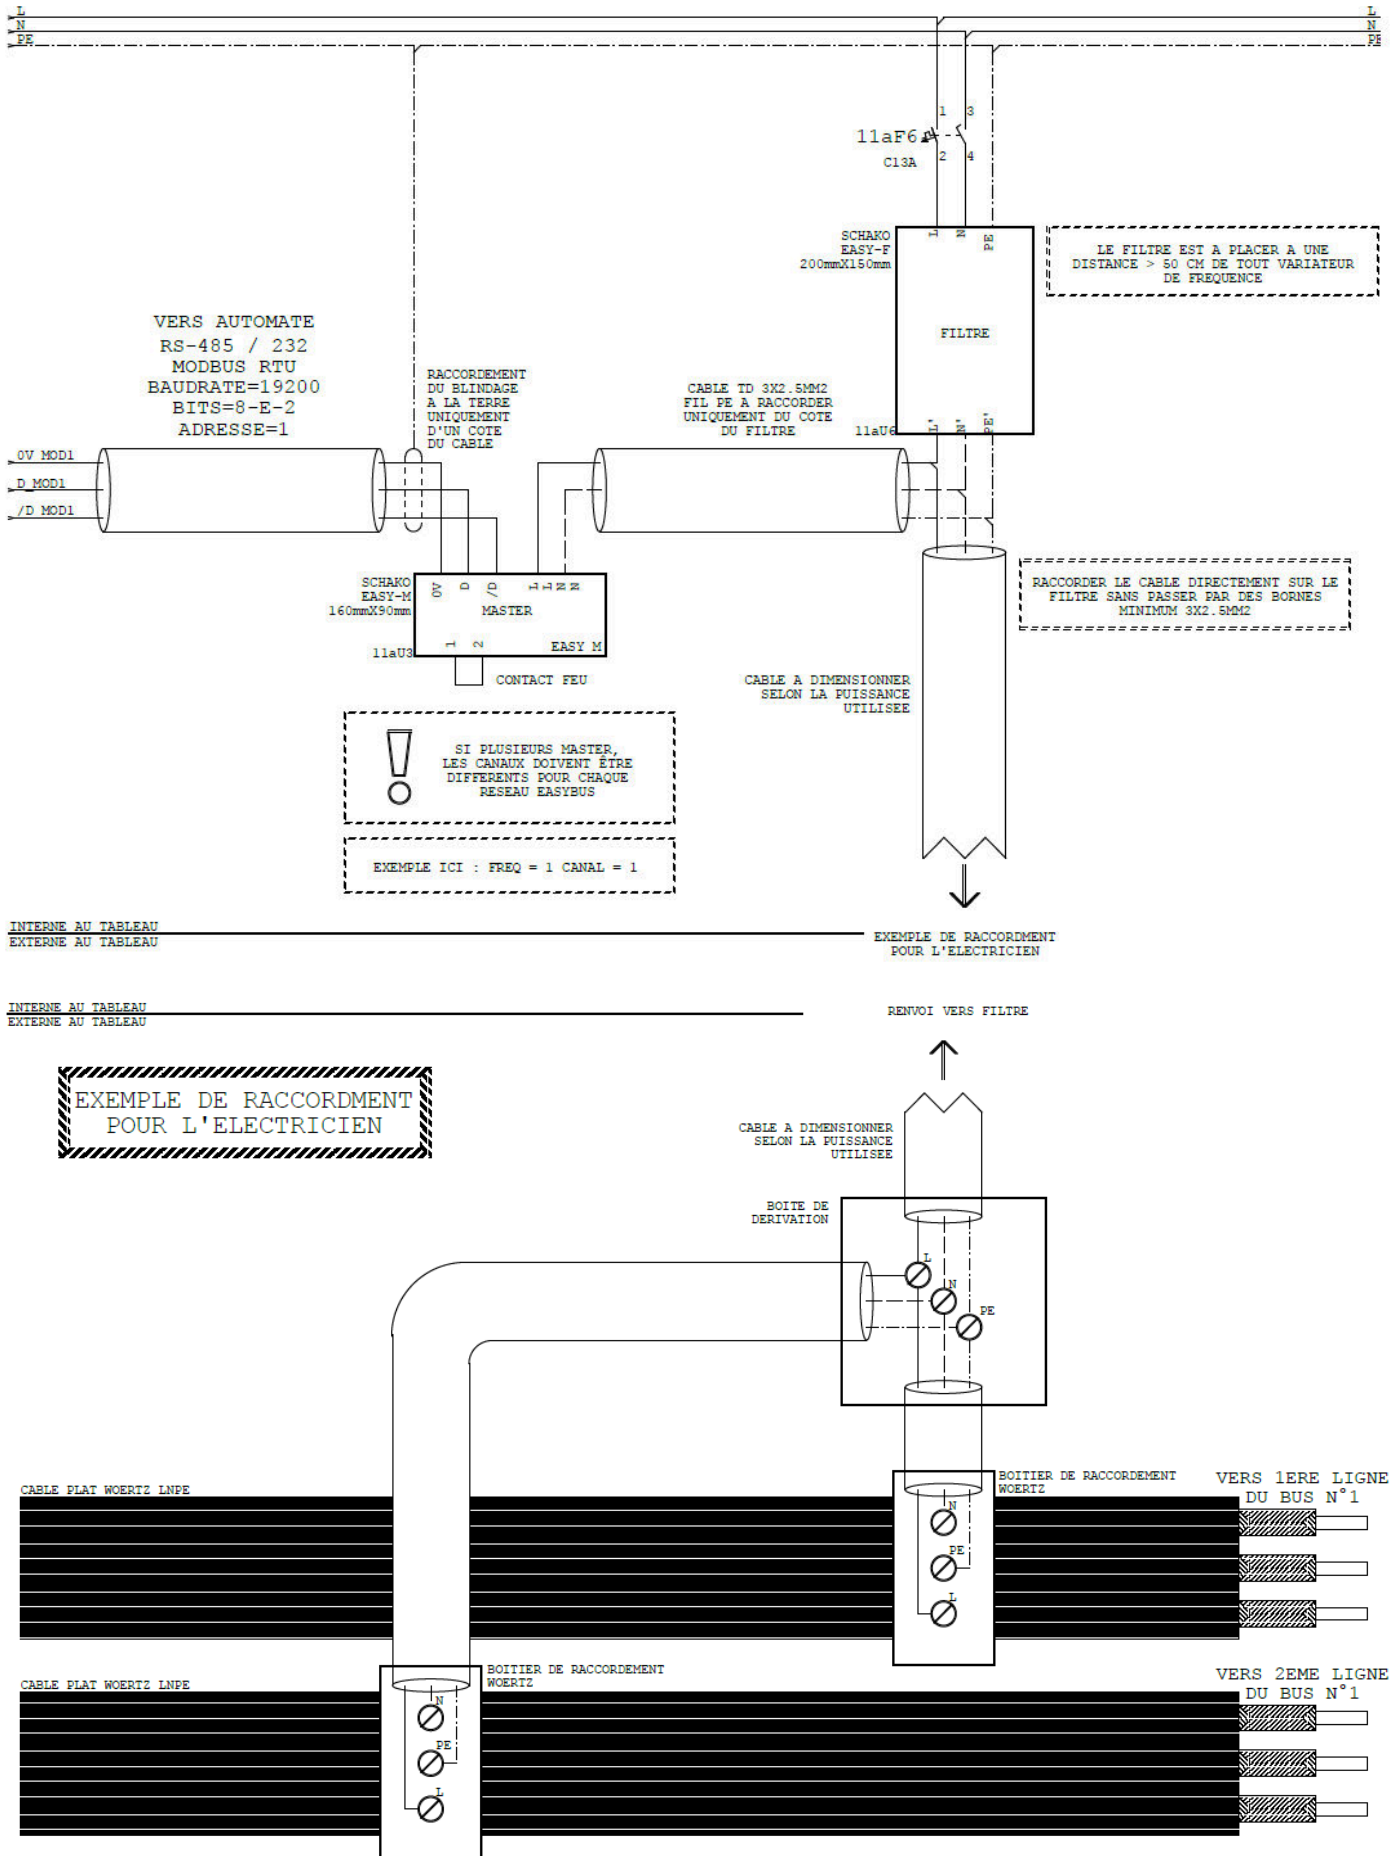 L
N
PE
L
N
PE
1 3
11aF6
C13A
2 4
SCHAKO
EASY-F
200mmX150mm
L
N
PE
FILTRE
11aU6
L'
N'
PE'
LE FILTRE EST A PLACER A UNE
DISTANCE > 50 CM DE TOUT VARIATEUR
DE FREQUENCE
VERS AUTOMATE
RS-485 / 232
MODBUS RTU
BAUDRATE=19200
BITS=8-E-2
ADRESSE=1
RACCORDEMENT
DU BLINDAGE
A LA TERRE
UNIQUEMENT
D'UN COTE
DU CABLE
CABLE TD 3X2.5MM2
FIL PE A RACCORDER
UNIQUEMENT DU COTE
DU FILTRE
0V MOD1
D_MOD1
/D MOD1
SCHAKO
EASY-M
160mmX90mm
11aU3
0V
D
/D
L
L
N
N
MASTER
1
2
EASY M
CONTACT FEU
RACCORDER LE CABLE DIRECTEMENT SUR LE
FILTRE SANS PASSER PAR DES BORNES
MINIMUM 3X2.5MM2
CABLE A DIMENSIONNER
SELON LA PUISSANCE
UTILISEE
SI PLUSIEURS MASTER,
LES CANAUX DOIVENT ÊTRE
DIFFERENTS POUR CHAQUE
RESEAU EASYBUS
EXEMPLE ICI : FREQ = 1 CANAL = 1
INTERNE AU TABLEAU
EXTERNE AU TABLEAU
EXEMPLE DE RACCORDMENT
POUR L'ELECTRICIEN
INTERNE AU TABLEAU
EXTERNE AU TABLEAU
RENVOI VERS FILTRE
EXEMPLE DE RACCORDMENT
POUR L'ELECTRICIEN
CABLE A DIMENSIONNER
SELON LA PUISSANCE
UTILISEE
BOITE DE
DERIVATION
L
N
PE
CABLE PLAT WOERTZ LNPE
BOITIER DE RACCORDEMENT
WOERTZ
N
PE
L
VERS 1ERE LIGNE
DU BUS N°1
CABLE PLAT WOERTZ LNPE
BOITIER DE RACCORDEMENT
WOERTZ
N
PE
L
VERS 2EME LIGNE
DU BUS N°1